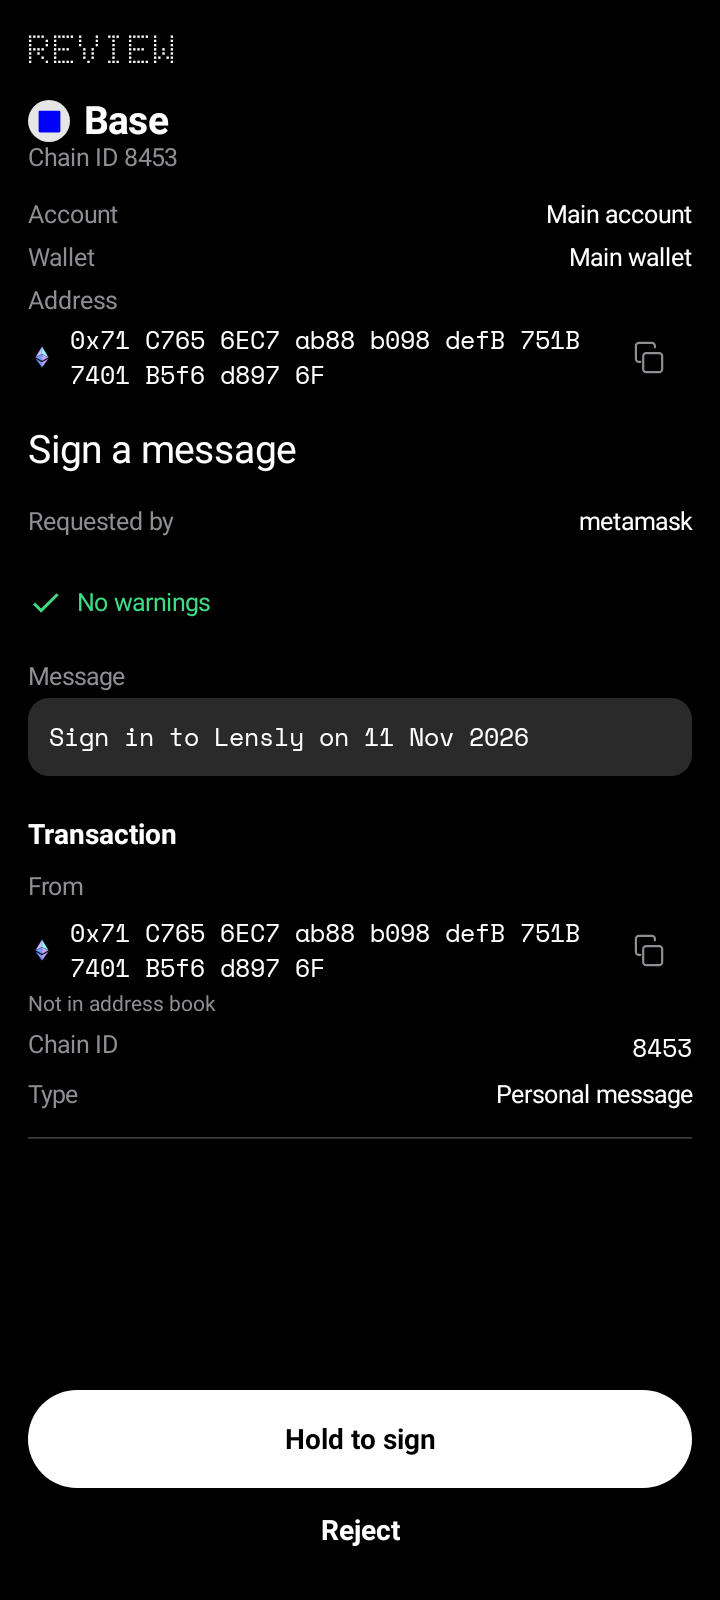 REVIEW
Base
Chain ID 8453
Account Main account
Wallet Main wallet
Address
0x71 C765 6EC7 ab88 b098 defB 751B
7401 B5f6 d897 6F
Sign a message
Requested by metamask
No warnings
Message
Sign in to Lensly on 11 Nov 2026
Transaction
From
0x71 C765 6EC7 ab88 b098 defB 751B
7401 B5f6 d897 6F
Not in address book
Chain ID 8453
Type Personal message
Hold to sign
Reject